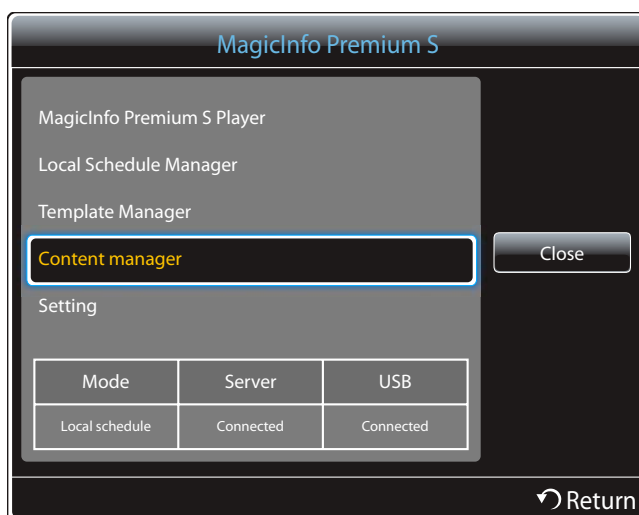 MagicInfo Premium S
MagicInfo Premium S Player
Local Schedule Manager
Template Manager
Content manager
Close
Setting
Mode Server USB
Local schedule Connected Connected
Return